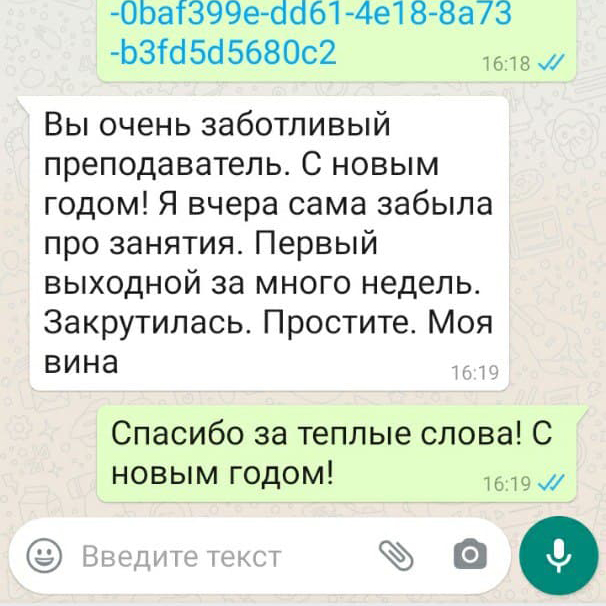 -0baf399e-dd61-4e18-8a73
-b3fd5d5680c2
16:18
Вы очень заботливый
преподаватель. С новым
годом! Я вчера сама забыла
про занятия. Первый
выходной за много недель.
Закрутилась. Простите. Моя
вина
16:19
Спасибо за теплые слова! С
новым годом!
16:19
Введите текст